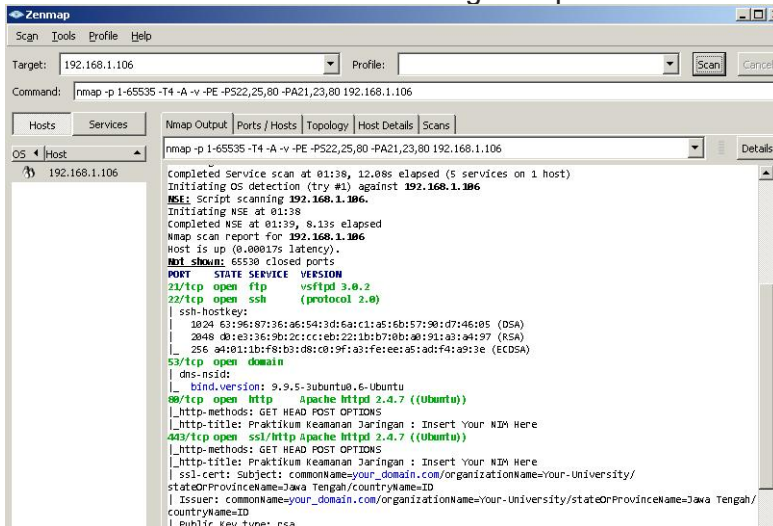 Zenmap
Scan Tools Profile Help
Target: 192.168.1.106 Profile: Scan Cancel
Command: nmap -p 1-65535 -T4 -A -v -PE -PS22,25,80 -PA21,23,80 192.168.1.106
Hosts Services Nmap Output Ports / Hosts Topology Host Details Scans
OS Host nmap -p 1-65535 -T4 -A -v -PE -PS22,25,80 -PA21,23,80 192.168.1.106 Details
192.168.1.106
Completed Service scan at 01:38, 12.08s elapsed (5 services on 1 host)
Initiating OS detection (try #1) against 192.168.1.106
NSE: Script scanning 192.168.1.106.
Initiating NSE at 01:38
Completed NSE at 01:39, 8.13s elapsed
Nmap scan report for 192.168.1.106
Host is up (0.00017s latency).
Not shown: 65530 closed ports
PORT STATE SERVICE VERSION
21/tcp open ftp vsftpd 3.0.2
22/tcp open ssh (protocol 2.0)
| ssh-hostkey:
| 1024 63:96:87:36:a6:54:3d:6a:c1:a5:6b:57:90:d7:46:05 (DSA)
| 2048 d0:e3:36:9b:2c:cc:eb:22:1b:b7:0b:a0:91:a3:a4:97 (RSA)
|_ 256 a4:01:1b:f8:b3:d8:c0:9f:a3:fe:ee:a5:ad:f4:a9:3e (ECDSA)
53/tcp open domain
| dns-nsid:
|_ bind.version: 9.9.5-3ubuntu0.6-Ubuntu
80/tcp open http Apache httpd 2.4.7 ((Ubuntu))
|_http-methods: GET HEAD POST OPTIONS
|_http-title: Praktikum Keamanan Jaringan : Insert Your NIM Here
443/tcp open ssl/http Apache httpd 2.4.7 ((Ubuntu))
|_http-methods: GET HEAD POST OPTIONS
|_http-title: Praktikum Keamanan Jaringan : Insert Your NIM Here
| ssl-cert: Subject: commonName=your_domain.com/organizationName=Your-University/
stateOrProvinceName=Jawa Tengah/countryName=ID
| Issuer: commonName=your_domain.com/organizationName=Your-University/stateOrProvinceName=Jawa Tengah/
countryName=ID
| Public Key type: rsa